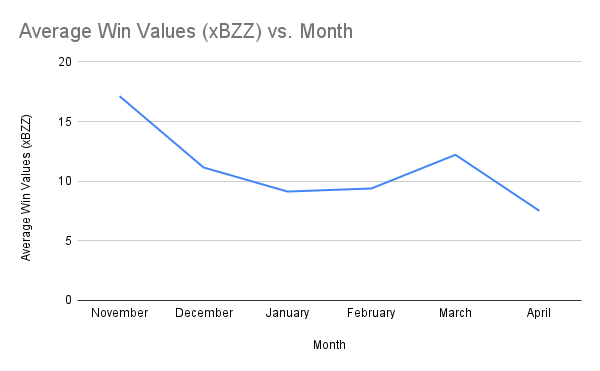 Average Win Values (xBZZ) vs. Month
Average Win Values (xBZZ)
20
15
10
5
0
November December January February March April
Month